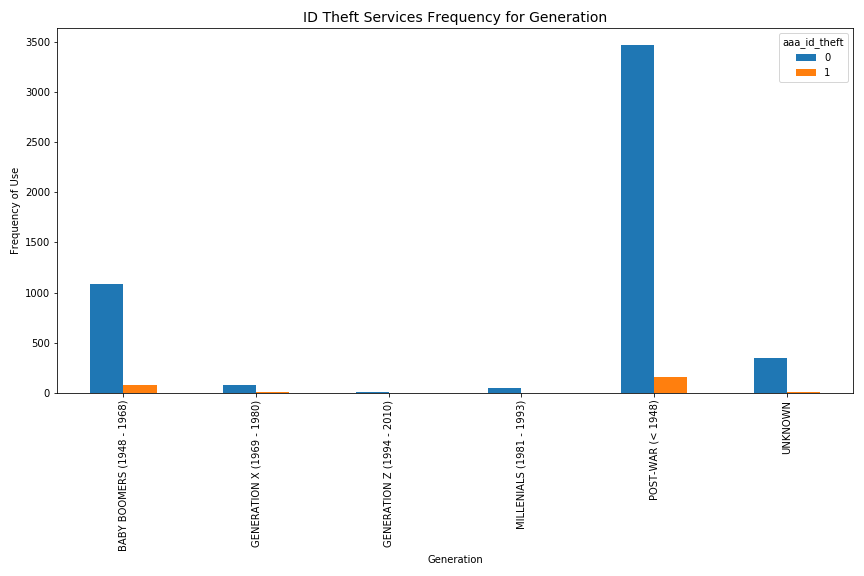 ID Theft Services Frequency for Generation
aaa_id_theft
0
1
3500
3000
2500
2000
1500
1000
500
0
Frequency of Use
BABY BOOMERS (1948 - 1968)
GENERATION X (1969 - 1980)
GENERATION Z (1994 - 2010)
MILLENIALS (1981 - 1993)
POST-WAR (< 1948)
UNKNOWN
Generation